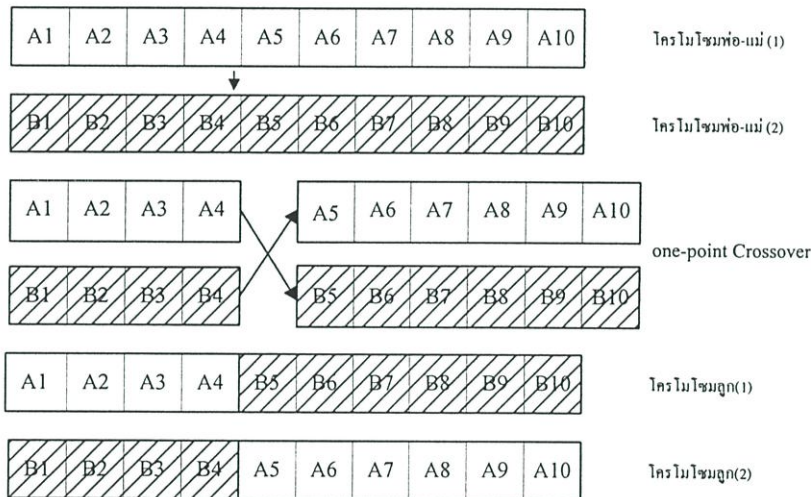 A1 A2 A3 A4 A5 A6 A7 A8 A9 A10 โครโมโซมพ่อ-แม่ (1)
B1 B2 B3 B4 B5 B6 B7 B8 B9 B10 โครโมโซมพ่อ-แม่ (2)
A1 A2 A3 A4 A5 A6 A7 A8 A9 A10
one-point Crossover
B1 B2 B3 B4 B5 B6 B7 B8 B9 B10
A1 A2 A3 A4 B5 B6 B7 B8 B9 B10 โครโมโซมลูก(1)
B1 B2 B3 B4 A5 A6 A7 A8 A9 A10 โครโมโซมลูก(2)